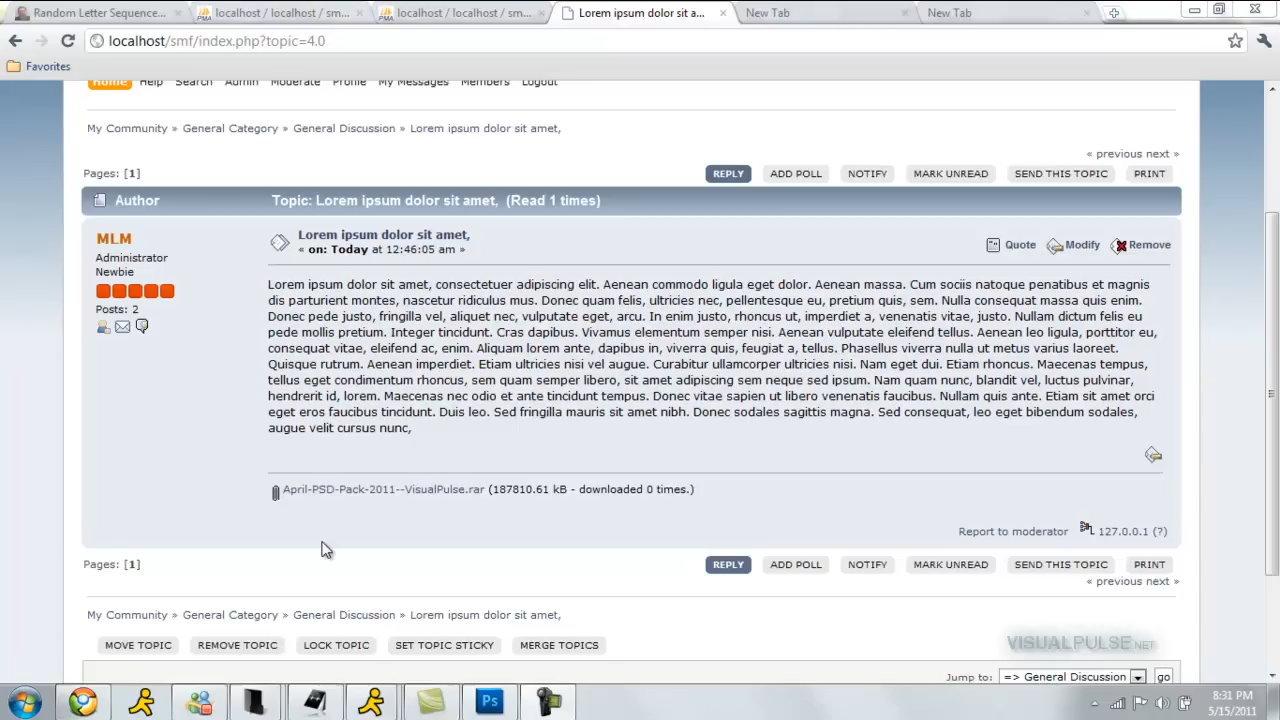 Random Letter Sequence...
localhost / localhost / sm...
localhost / localhost / sm...
Lorem ipsum dolor sit a...
New Tab
New Tab
localhost/smf/index.php?topic=4.0
Favorites
Home Help Search Admin Moderate Profile My Messages Members Logout
My Community » General Category » General Discussion » Lorem ipsum dolor sit amet,
« previous next »
Pages: [1]
REPLY ADD POLL NOTIFY MARK UNREAD SEND THIS TOPIC PRINT
Author Topic: Lorem ipsum dolor sit amet, (Read 1 times)
MLM
Administrator
Newbie
Posts: 2
Lorem ipsum dolor sit amet,
« on: Today at 12:46:05 am »
Quote Modify Remove
Lorem ipsum dolor sit amet, consectetuer adipiscing elit. Aenean commodo ligula eget dolor. Aenean massa. Cum sociis natoque penatibus et magnis
dis parturient montes, nascetur ridiculus mus. Donec quam felis, ultricies nec, pellentesque eu, pretium quis, sem. Nulla consequat massa quis enim.
Donec pede justo, fringilla vel, aliquet nec, vulputate eget, arcu. In enim justo, rhoncus ut, imperdiet a, venenatis vitae, justo. Nullam dictum felis eu
pede mollis pretium. Integer tincidunt. Cras dapibus. Vivamus elementum semper nisi. Aenean vulputate eleifend tellus. Aenean leo ligula, porttitor eu,
consequat vitae, eleifend ac, enim. Aliquam lorem ante, dapibus in, viverra quis, feugiat a, tellus. Phasellus viverra nulla ut metus varius laoreet.
Quisque rutrum. Aenean imperdiet. Etiam ultricies nisi vel augue. Curabitur ullamcorper ultricies nisi. Nam eget dui. Etiam rhoncus. Maecenas tempus,
tellus eget condimentum rhoncus, sem quam semper libero, sit amet adipiscing sem neque sed ipsum. Nam quam nunc, blandit vel, luctus pulvinar,
hendrerit id, lorem. Maecenas nec odio et ante tincidunt tempus. Donec vitae sapien ut libero venenatis faucibus. Nullam quis ante. Etiam sit amet orci
eget eros faucibus tincidunt. Duis leo. Sed fringilla mauris sit amet nibh. Donec sodales sagittis magna. Sed consequat, leo eget bibendum sodales,
augue velit cursus nunc,
April-PSD-Pack-2011--VisualPulse.rar (187810.61 kB - downloaded 0 times.)
Report to moderator 127.0.0.1 (?)
Pages: [1]
REPLY ADD POLL NOTIFY MARK UNREAD SEND THIS TOPIC PRINT
« previous next »
My Community » General Category » General Discussion » Lorem ipsum dolor sit amet,
MOVE TOPIC REMOVE TOPIC LOCK TOPIC SET TOPIC STICKY MERGE TOPICS
VISUALPULSE.NET
Jump to: => General Discussion go
Ps
8:31 PM
5/15/2011